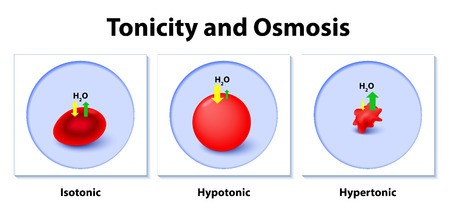 Tonicity and Osmosis
H₂O
H₂O
H₂O
Isotonic
Hypotonic
Hypertonic